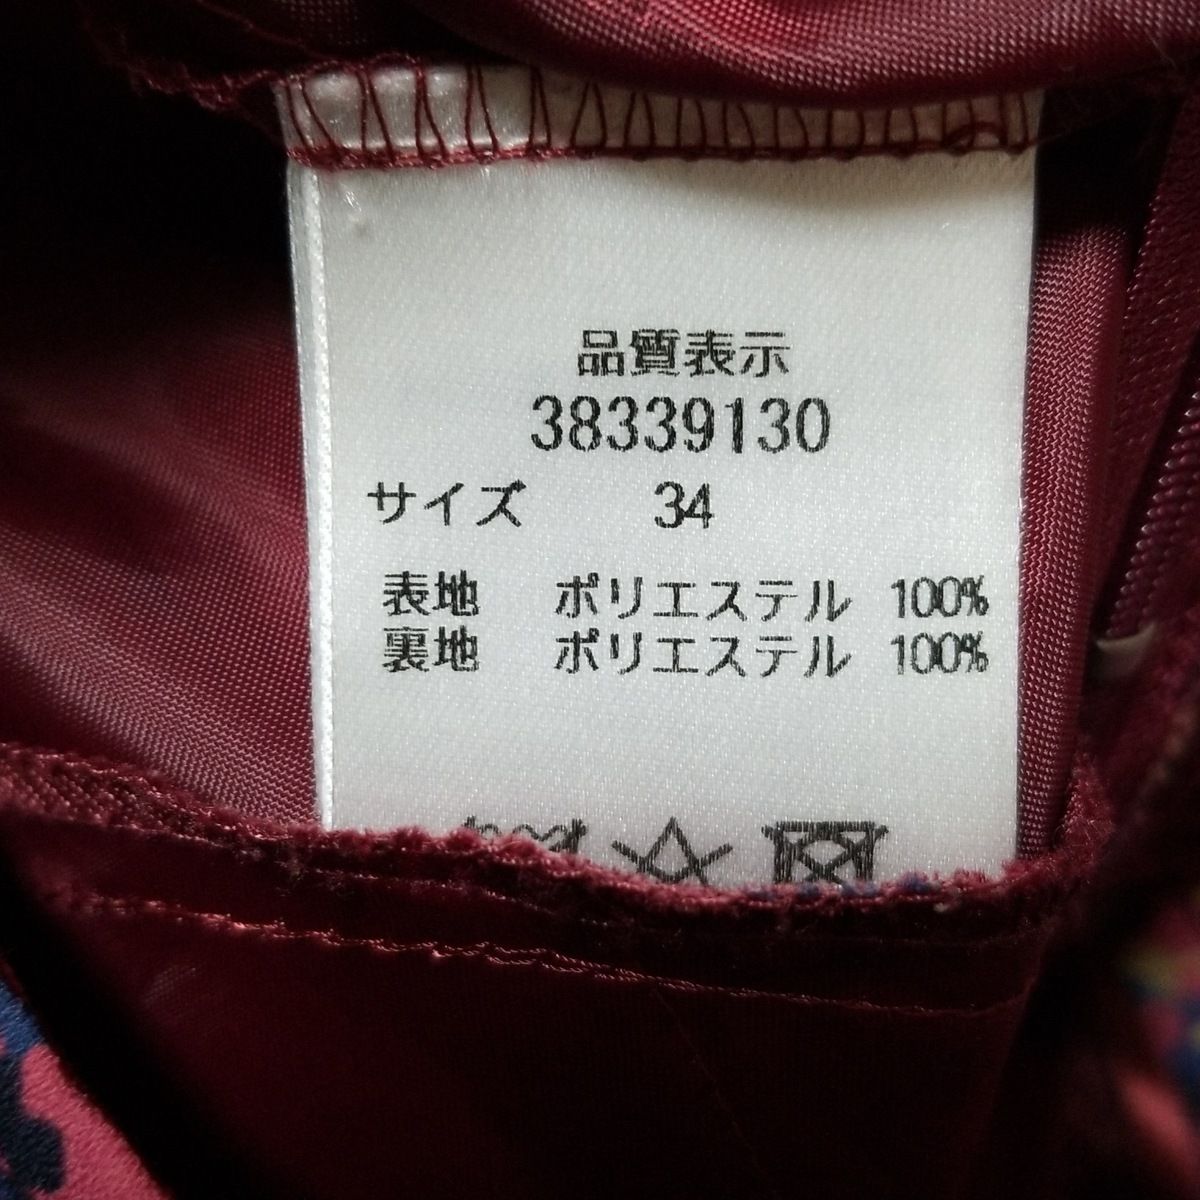 品質表示
38339130
サイズ 34
表地 ポリエステル 100%
裏地 ポリエステル 100%